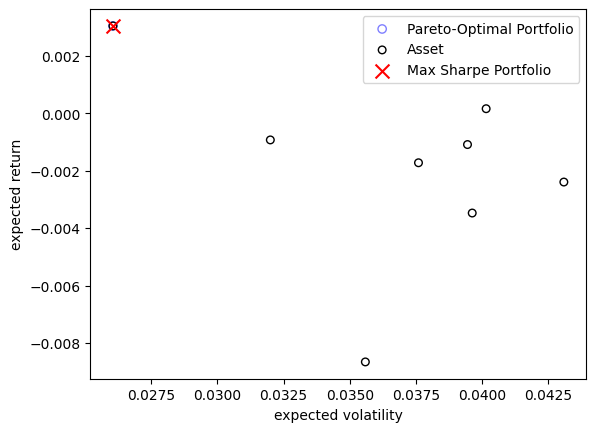 Pareto-Optimal Portfolio
Asset
Max Sharpe Portfolio
expected return
0.002
0.000
−0.002
−0.004
−0.006
−0.008
0.0275 0.0300 0.0325 0.0350 0.0375 0.0400 0.0425
expected volatility